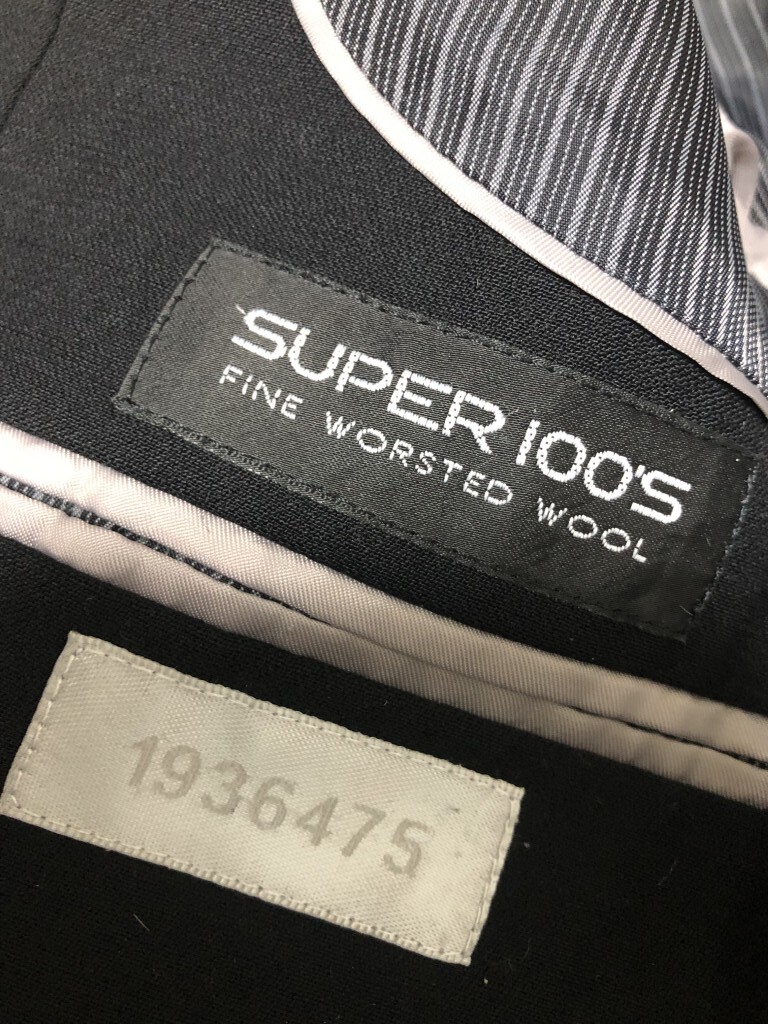 SUPER 100'S
FINE WORSTED WOOL
1936475